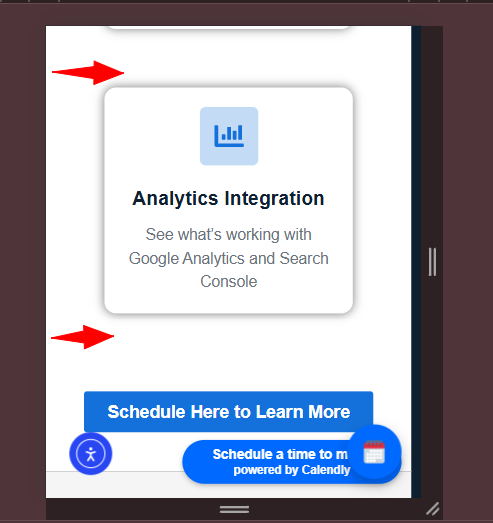 Analytics Integration
See what's working with
Google Analytics and Search
Console
Schedule Here to Learn More
Schedule a time to m
powered by Calendly